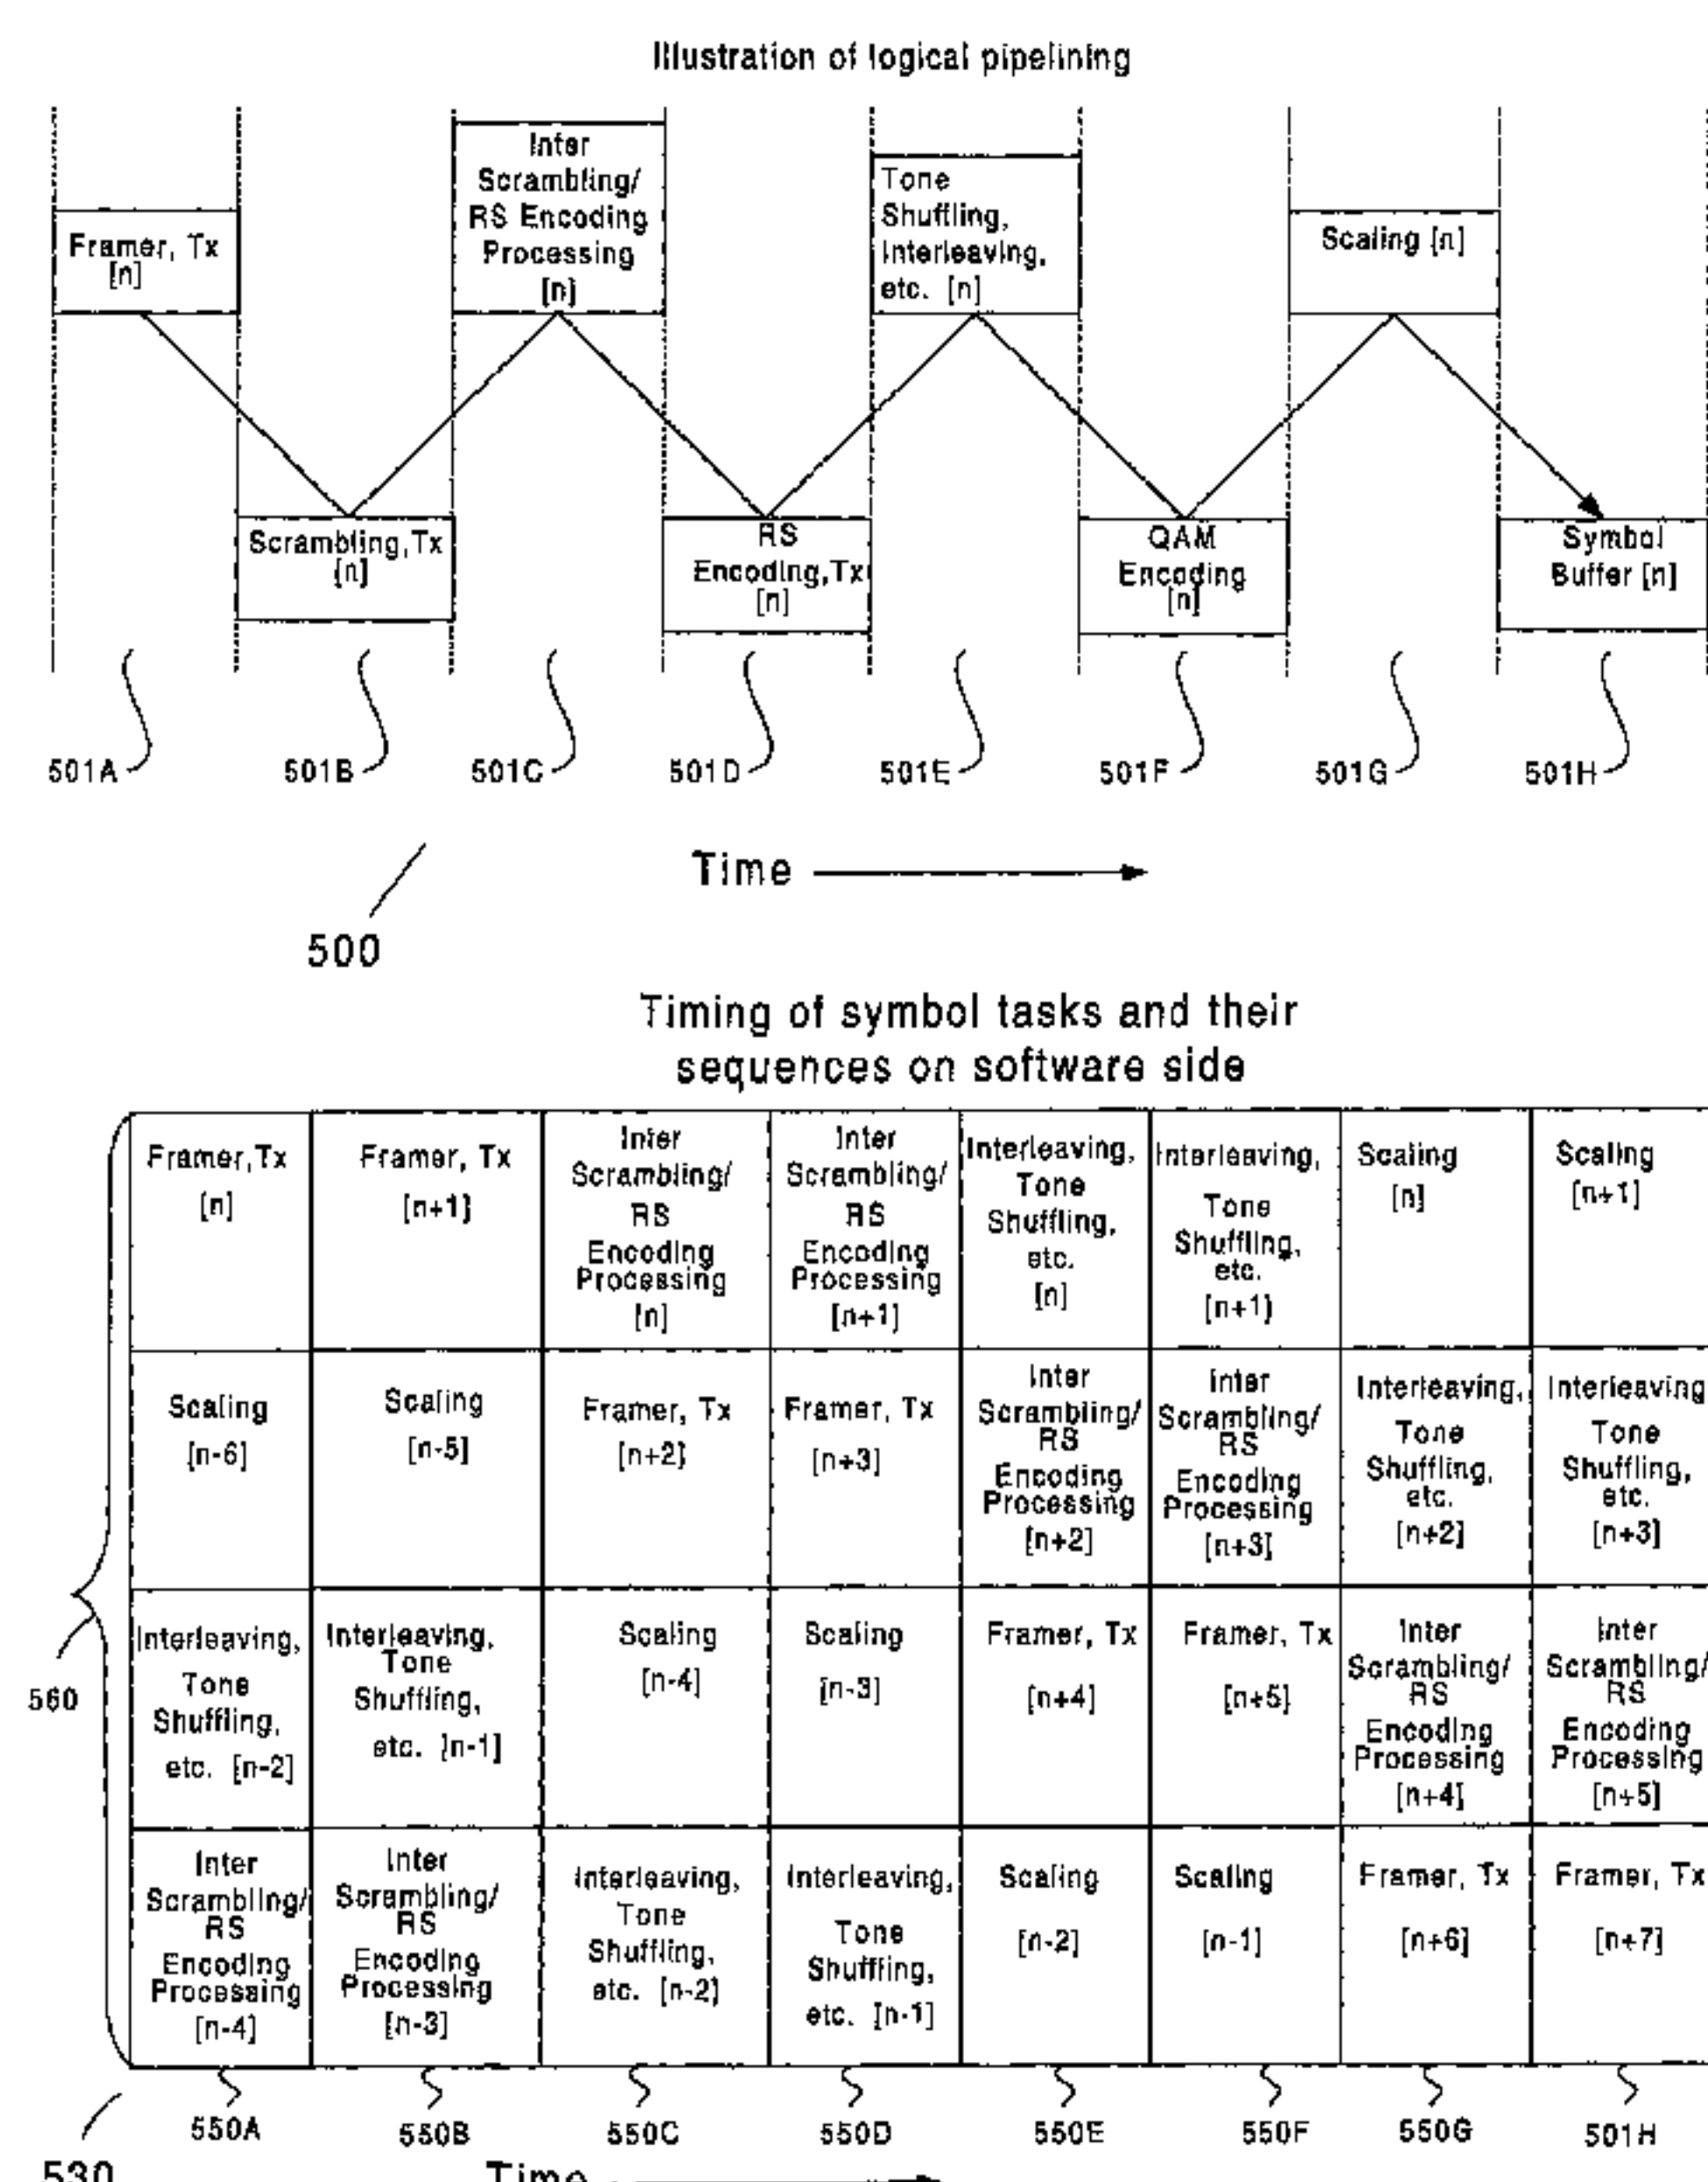 Illustration of logical pipelining
Framer, Tx
[n]
Inter
Scrambling/
RS Encoding
Processing
[n]
Tone
Shuffling,
Interleaving,
etc. [n]
Scaling [n]
Scrambling,Tx
[n]
RS
Encoding,Tx
[n]
QAM
Encoding
[n]
Symbol
Buffer [n]
501A
501B
501C
501D
501E
501F
501G
501H
Time
500
Timing of symbol tasks and their
sequences on software side
Framer,Tx
[n]
Framer, Tx
[n+1]
Inter
Scrambling/
RS
Encoding
Processing
[n]
Inter
Scrambling/
RS
Encoding
Processing
[n+1]
Interleaving,
Tone
Shuffling,
etc.
[n]
Interleaving,
Tone
Shuffling,
etc.
[n+1]
Scaling
[n]
Scaling
[n+1]
Scaling
[n-6]
Scaling
[n-5]
Framer, Tx
[n+2]
Framer, Tx
[n+3]
Inter
Scrambling/
RS
Encoding
Processing
[n+2]
Inter
Scrambling/
RS
Encoding
Processing
[n+3]
Interleaving,
Tone
Shuffling,
etc.
[n+2]
Interleaving
Tone
Shuffling,
etc.
[n+3]
Interleaving,
Tone
Shuffling,
etc. [n-2]
Interleaving,
Tone
Shuffling,
etc. [n-1]
Scaling
[n-4]
Scaling
[n-3]
Framer, Tx
[n+4]
Framer, Tx
[n+5]
Inter
Scrambling/
RS
Encoding
Processing
[n+4]
Inter
Scrambling/
RS
Encoding
Processing
[n+5]
Inter
Scrambling/
RS
Encoding
Processing
[n-4]
Inter
Scrambling/
RS
Encoding
Processing
[n-3]
Interleaving,
Tone
Shuffling,
etc. [n-2]
Interleaving,
Tone
Shuffling,
etc. [n-1]
Scaling
[n-2]
Scaling
[n-1]
Framer, Tx
[n+6]
Framer, Tx
[n+7]
560
550A
550B
550C
550D
550E
550F
550G
501H
530
Time